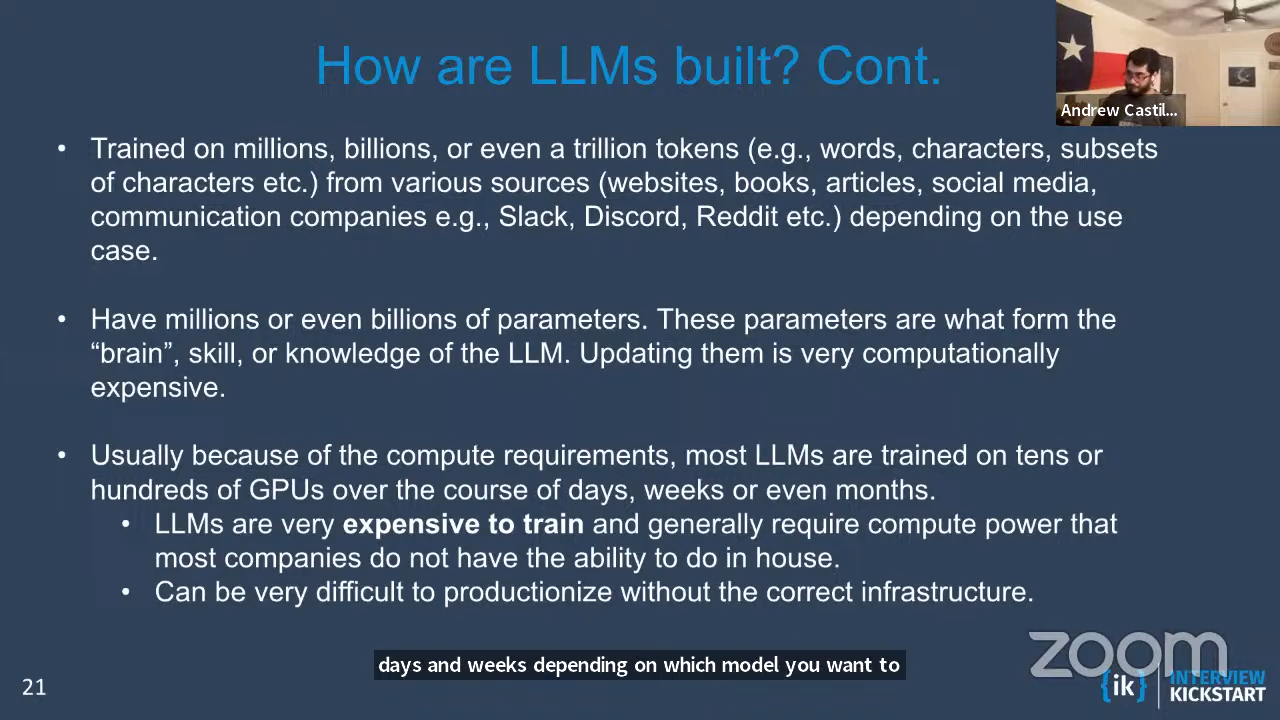 How are LLMs built? Cont.
Andrew Castil...
• Trained on millions, billions, or even a trillion tokens (e.g., words, characters, subsets
of characters etc.) from various sources (websites, books, articles, social media,
communication companies e.g., Slack, Discord, Reddit etc.) depending on the use
case.
• Have millions or even billions of parameters. These parameters are what form the
“brain”, skill, or knowledge of the LLM. Updating them is very computationally
expensive.
• Usually because of the compute requirements, most LLMs are trained on tens or
hundreds of GPUs over the course of days, weeks or even months.
• LLMs are very expensive to train and generally require compute power that
most companies do not have the ability to do in house.
• Can be very difficult to productionize without the correct infrastructure.
days and weeks depending on which model you want to
zoom
21
{ik} INTERVIEW
KICKSTART